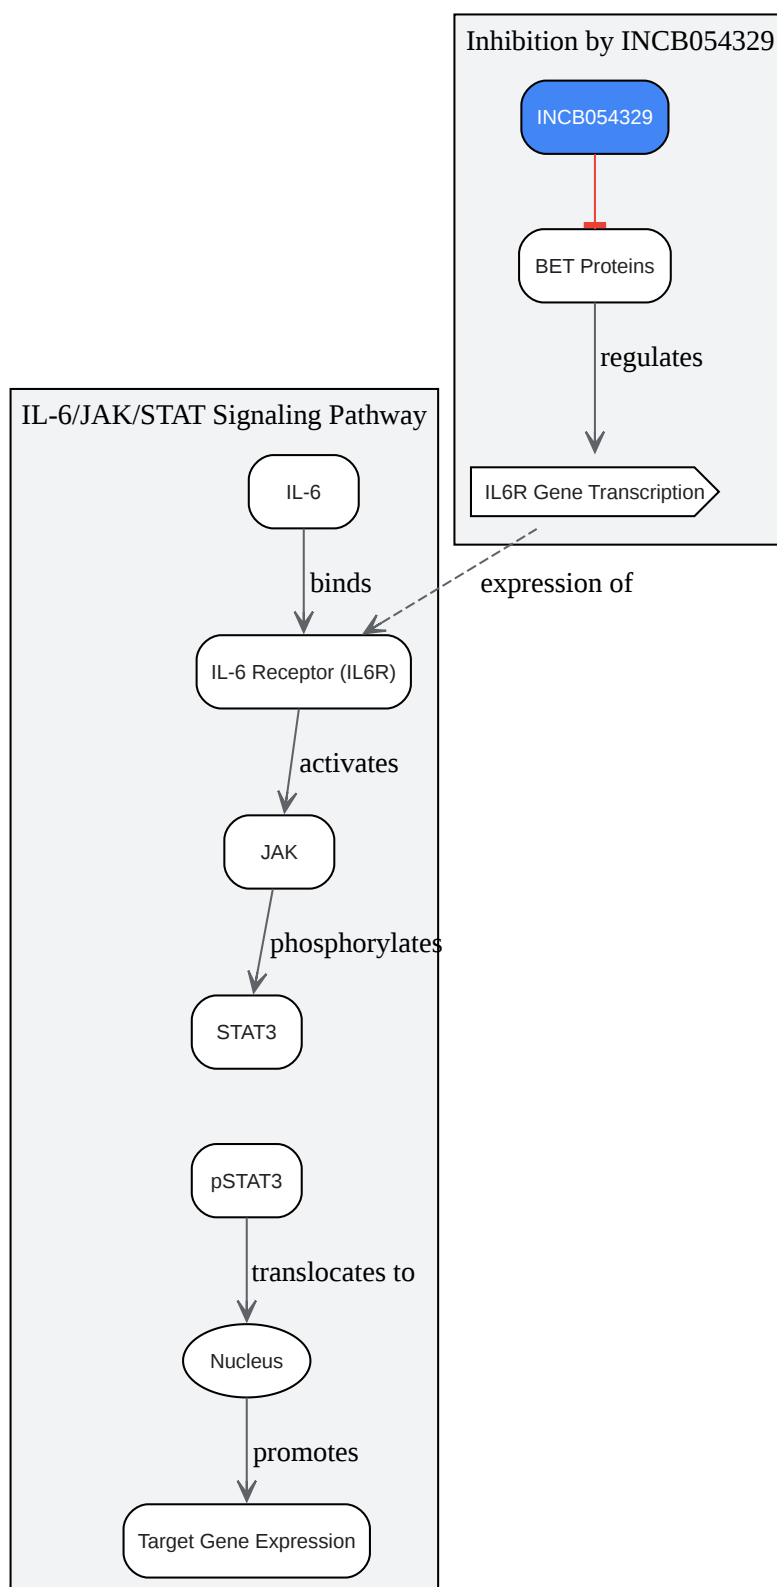 Inhibition by INCB054329
INCB054329
BET Proteins
regulates
IL6R Gene Transcription
expression of
IL-6/JAK/STAT Signaling Pathway
IL-6
binds
IL-6 Receptor (IL6R)
activates
JAK
phosphorylates
STAT3
pSTAT3
translocates to
Nucleus
promotes
Target Gene Expression